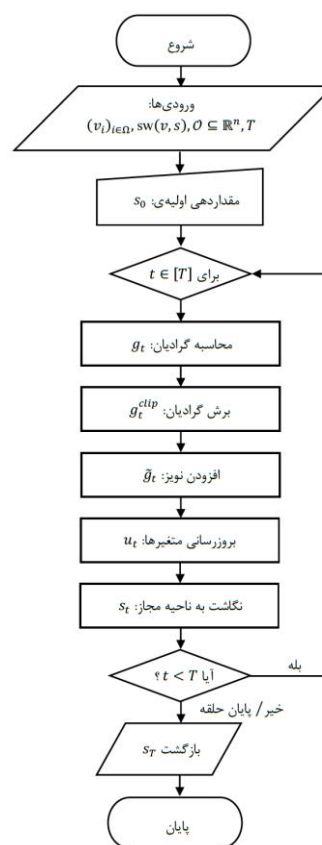 شروع
ورودی‌ها:
(v_i)_{i∈Ω}, sw(v, s), 𝒪 ⊆ ℝ^n, T
مقداردهی اولیه‌ی: s_0
برای t ∈ [T]
محاسبه گرادیان: g_t
برش گرادیان: g_t^{clip}
افزودن نویز: g̃_t
بروزرسانی متغیرها: u_t
نگاشت به ناحیه مجاز: s_t
آیا t < T ؟
بله
خیر/ پایان حلقه
بازگشت s_T
پایان